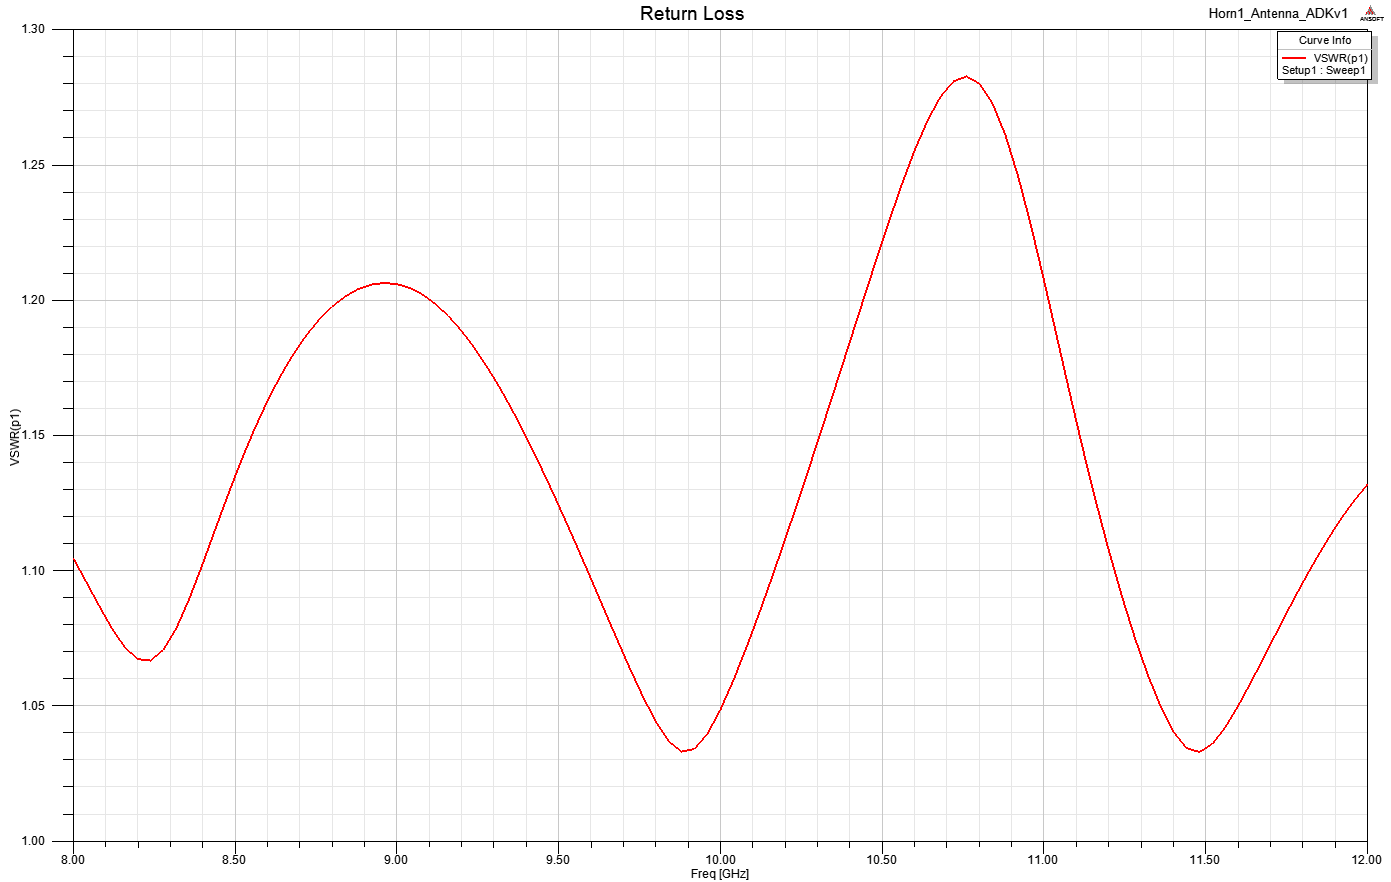 Return Loss
Horn1_Antenna_ADKv1
ANSOFT
Curve Info
VSWR(p1)
Setup1 : Sweep1
1.30
1.25
1.20
1.15
1.10
1.05
1.00
VSWR(p1)
8.00 8.50 9.00 9.50 10.00 10.50 11.00 11.50 12.00
Freq [GHz]